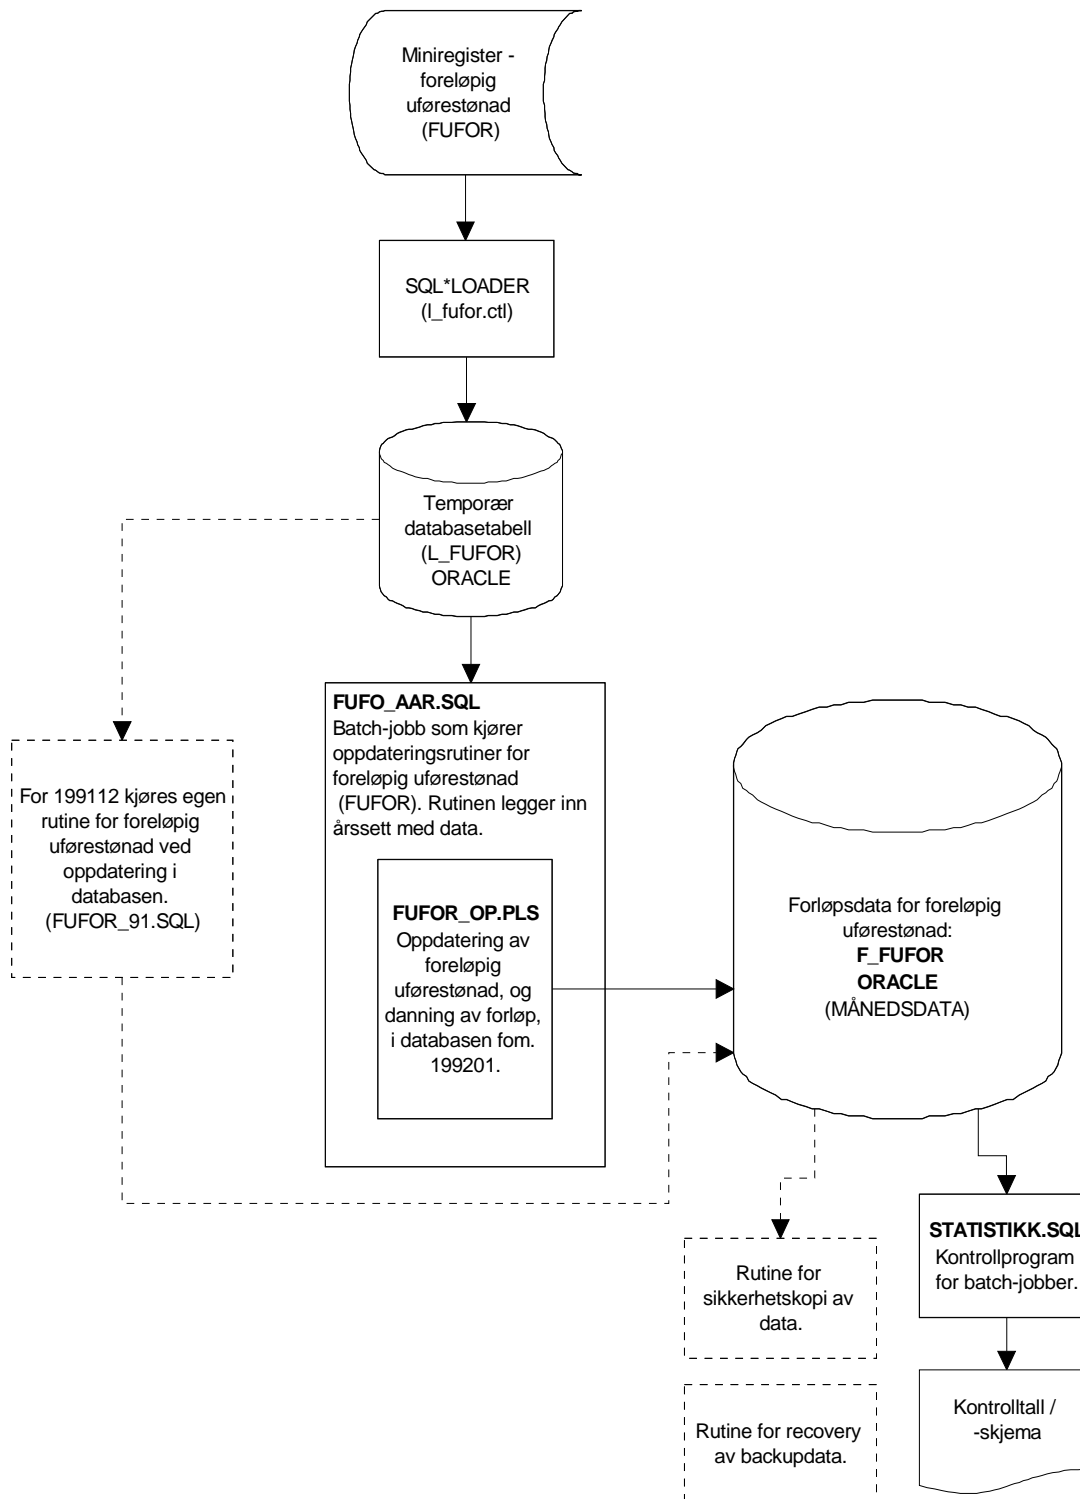 Miniregister -
foreløpig
uførestønad
(FUFOR)
SQL*LOADER
(l_fufor.ctl)
Temporær
databasetabell
(L_FUFOR)
ORACLE
FUFO_AAR.SQL
Batch-jobb som kjører
oppdateringsrutiner for
foreløpig uførestønad
(FUFOR). Rutinen legger inn
årssett med data.
For 199112 kjøres egen
rutine for foreløpig
uførestønad ved
oppdatering i
databasen.
(FUFOR_91.SQL)
FUFOR_OP.PLS
Oppdatering av
foreløpig
uførestønad, og
danning av forløp,
i databasen fom.
199201.
Forløpsdata for foreløpig
uførestønad:
F_FUFOR
ORACLE
(MÅNEDSDATA)
STATISTIKK.SQL
Kontrollprogram
for batch-jobber.
Rutine for
sikkerhetskopi av
data.
Kontrolltall /
-skjema
Rutine for recovery
av backupdata.